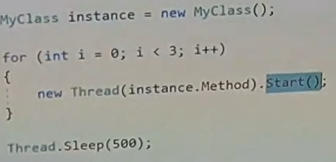 MyClass instance = new MyClass();
for (int i = 0; i < 3; i++)
{
new Thread(instance.Method).Start();
}
Thread.Sleep(500);